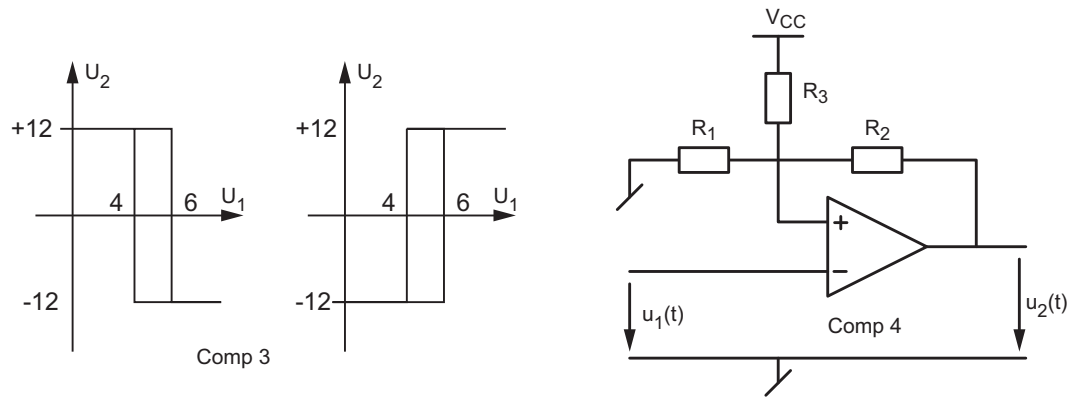 U2
+12
4
6
U1
-12
Comp 3
U2
+12
4
6
U1
-12
VCC
R3
R1
R2
+
−
u1(t)
Comp 4
u2(t)